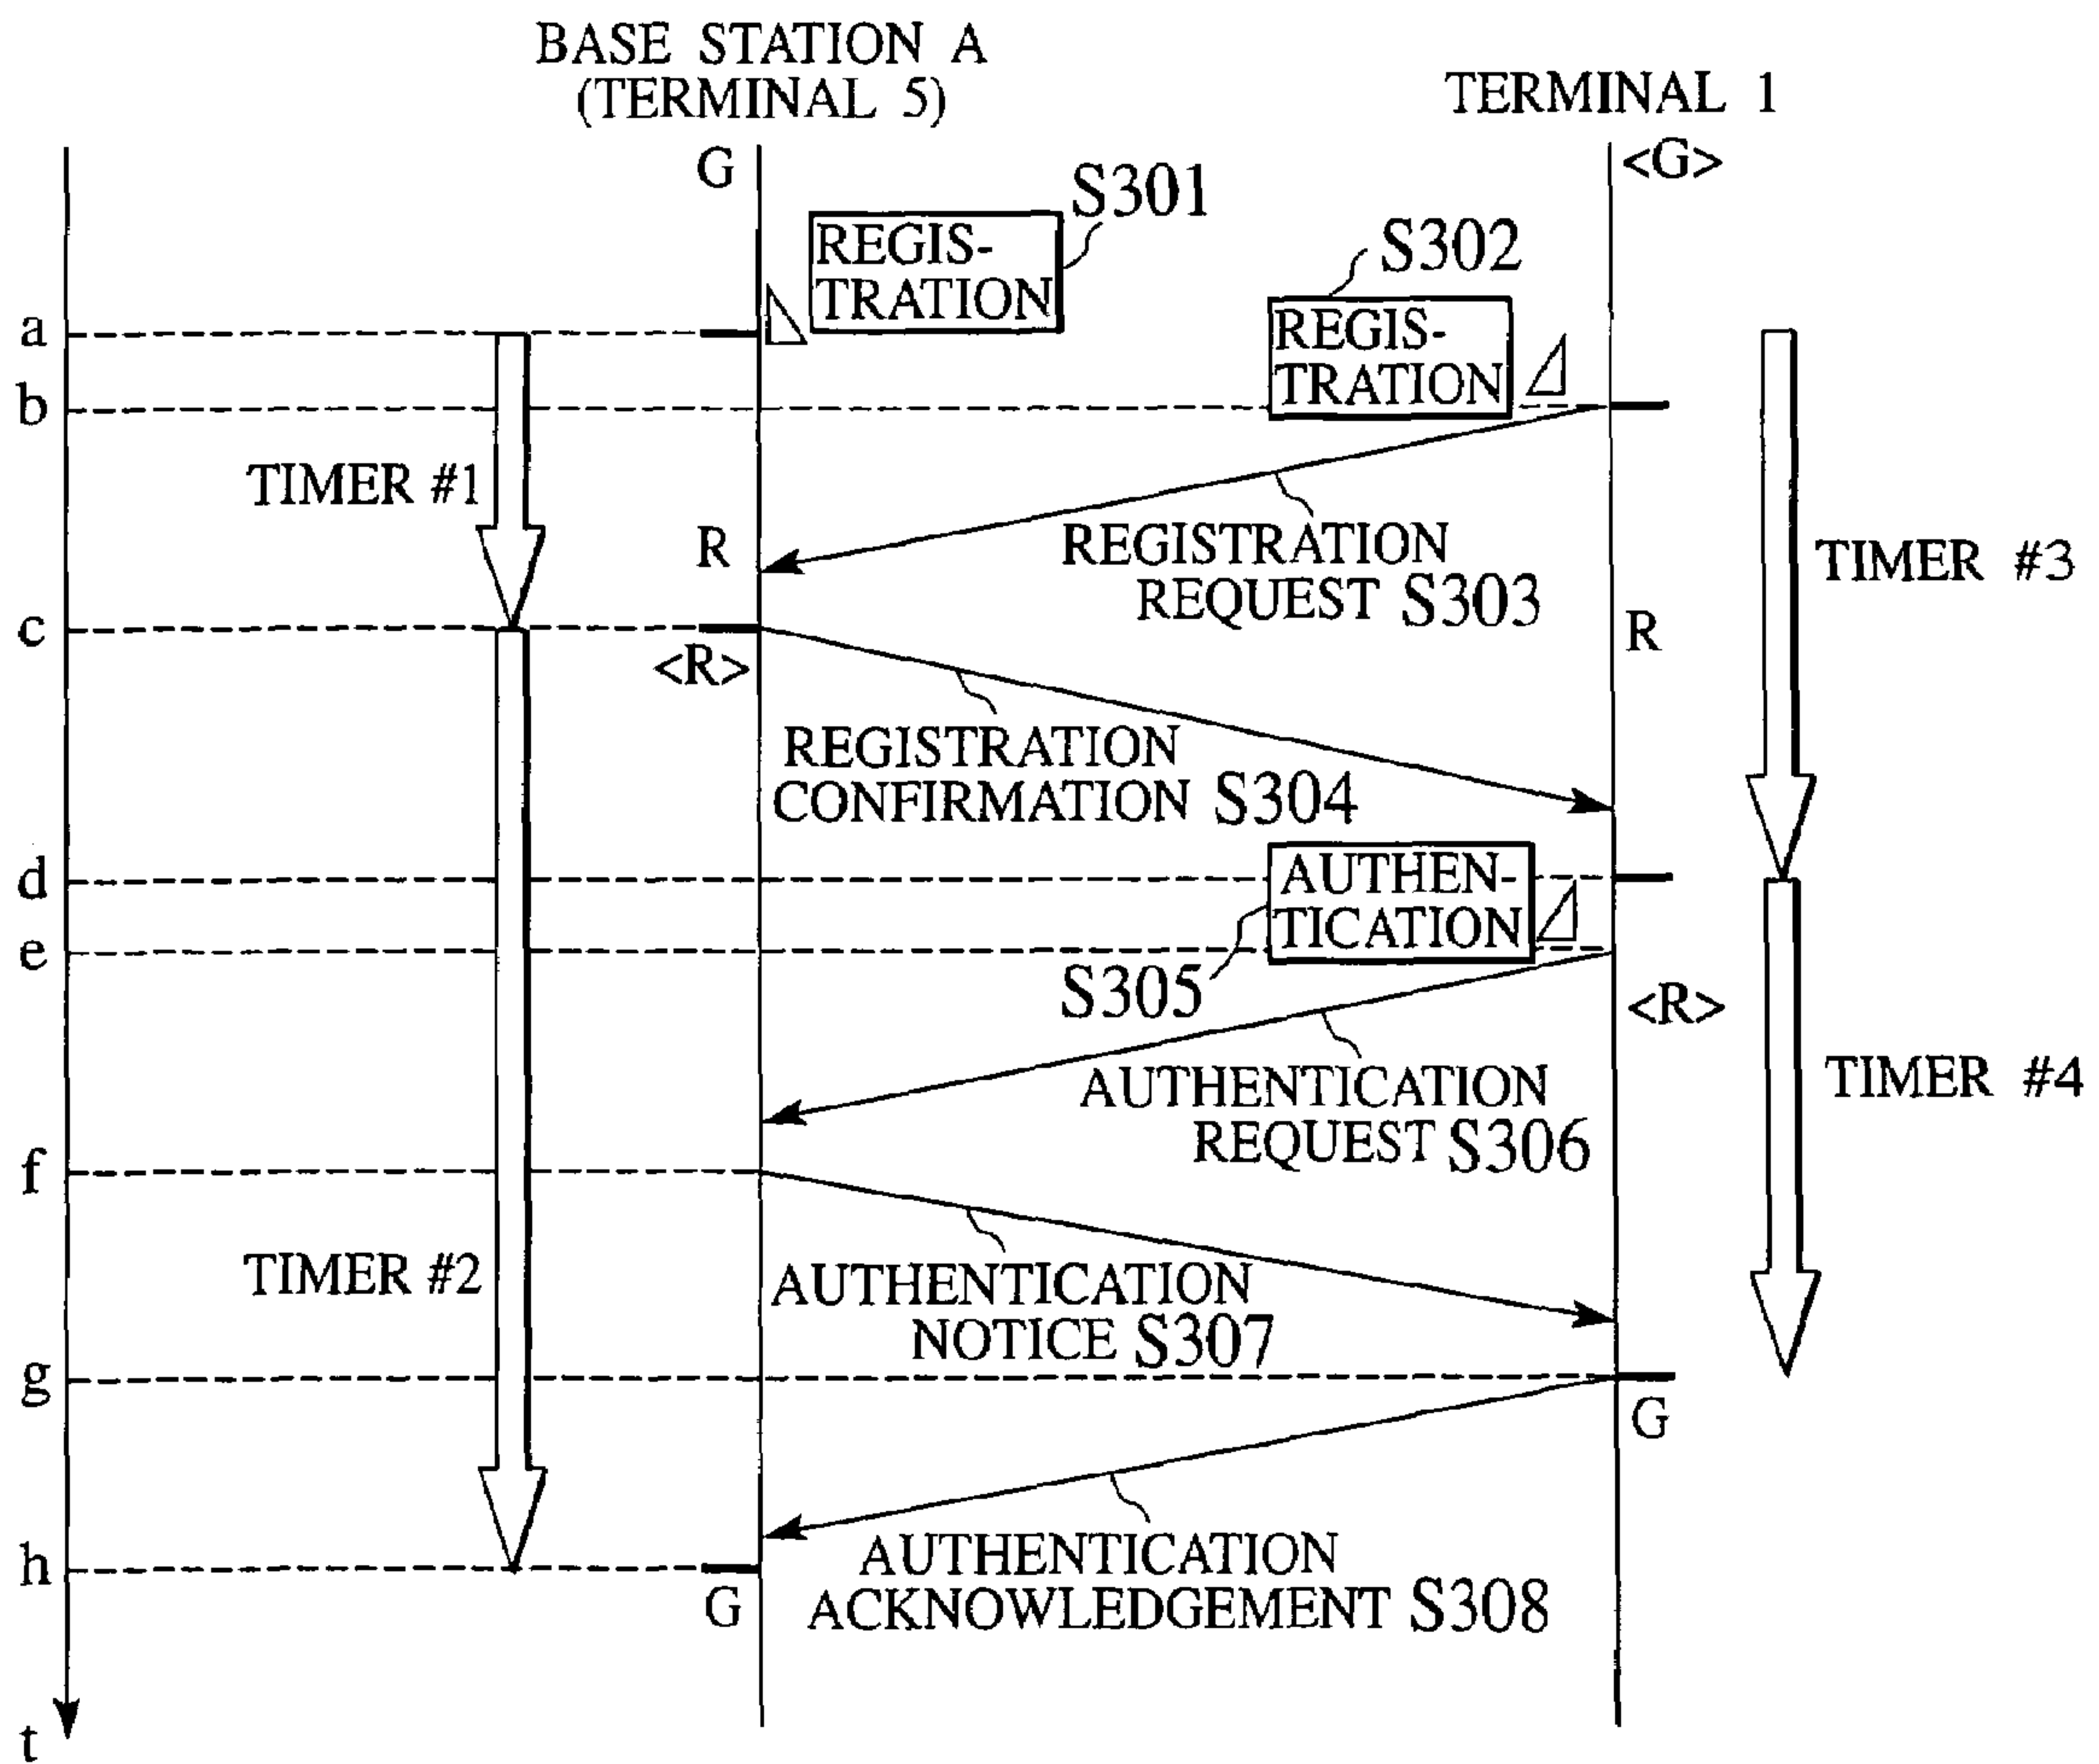 BASE STATION A
(TERMINAL 5)
TERMINAL 1
G
<G>
S301
REGIS-
TRATION
S302
REGIS-
TRATION
a
b
TIMER #1
R
REGISTRATION
REQUEST S303
TIMER #3
c
R
<R>
REGISTRATION
CONFIRMATION S304
d
AUTHEN-
TICATION
e
S305
<R>
AUTHENTICATION
REQUEST S306
TIMER #4
f
TIMER #2
AUTHENTICATION
NOTICE S307
g
G
h
AUTHENTICATION
ACKNOWLEDGEMENT S308
G
t